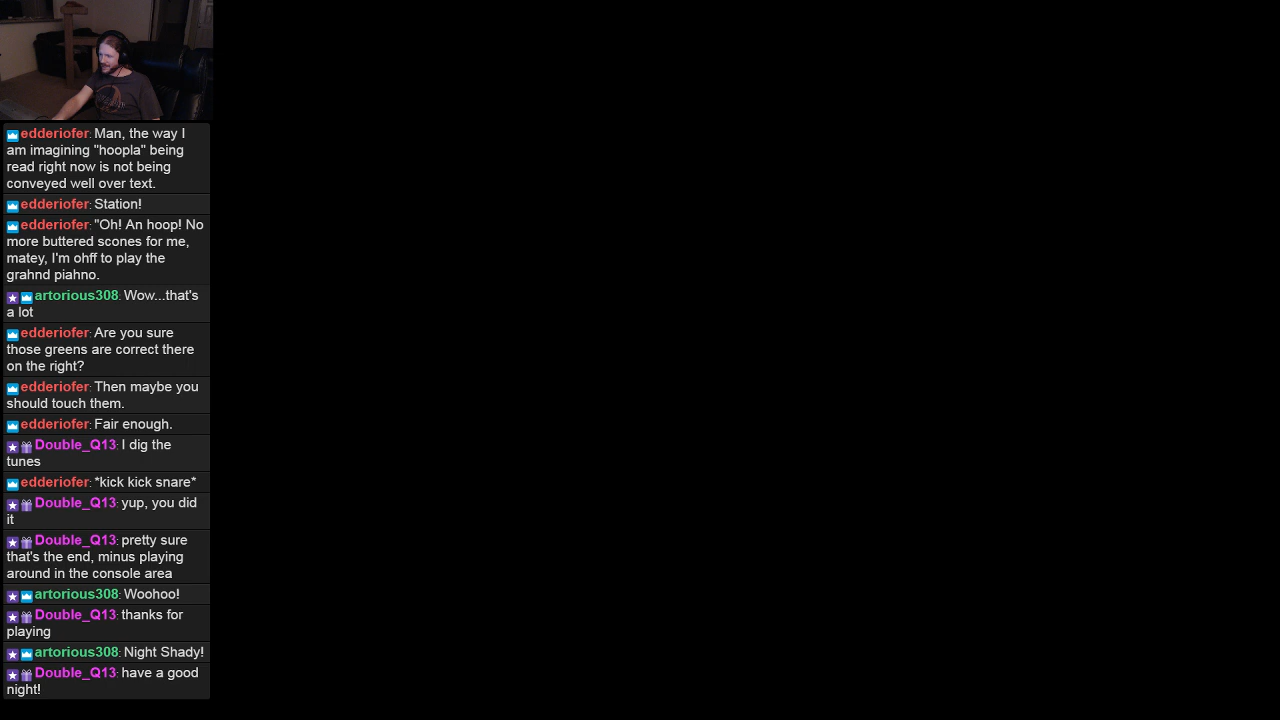 edderiofer: Man, the way I
am imagining "hoopla" being
read right now is not being
conveyed well over text.
edderiofer: Station!
edderiofer: "Oh! An hoop! No
more buttered scones for me,
matey, I'm ohff to play the
grahnd piahno.
artorious308: Wow...that's
a lot
edderiofer: Are you sure
those greens are correct there
on the right?
edderiofer: Then maybe you
should touch them.
edderiofer: Fair enough.
Double_Q13: I dig the
tunes
edderiofer: *kick kick snare*
Double_Q13: yup, you did
it
Double_Q13: pretty sure
that's the end, minus playing
around in the console area
artorious308: Woohoo!
Double_Q13: thanks for
playing
artorious308: Night Shady!
Double_Q13: have a good
night!